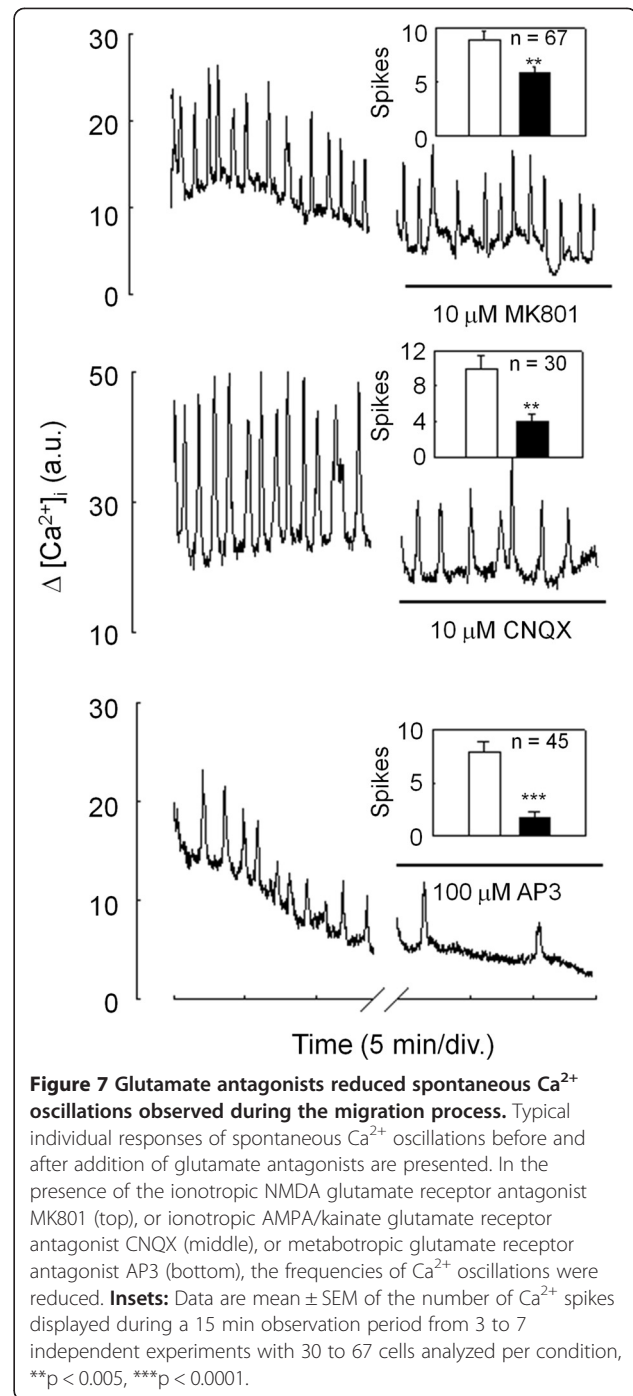 30
20
10
0
10
5
0
Spikes
n = 67
**
10 μM MK801
50
30
10
Δ [Ca²⁺]ᵢ (a.u.)
12
8
4
0
Spikes
n = 30
**
10 μM CNQX
30
20
10
0
10
5
0
Spikes
n = 45
***
100 μM AP3
Time (5 min/div.)
Figure 7 Glutamate antagonists reduced spontaneous Ca²⁺
oscillations observed during the migration process. Typical
individual responses of spontaneous Ca²⁺ oscillations before and
after addition of glutamate antagonists are presented. In the
presence of the ionotropic NMDA glutamate receptor antagonist
MK801 (top), or ionotropic AMPA/kainate glutamate receptor
antagonist CNQX (middle), or metabotropic glutamate receptor
antagonist AP3 (bottom), the frequencies of Ca²⁺ oscillations were
reduced. Insets: Data are mean ± SEM of the number of Ca²⁺ spikes
displayed during a 15 min observation period from 3 to 7
independent experiments with 30 to 67 cells analyzed per condition,
**p < 0.005, ***p < 0.0001.